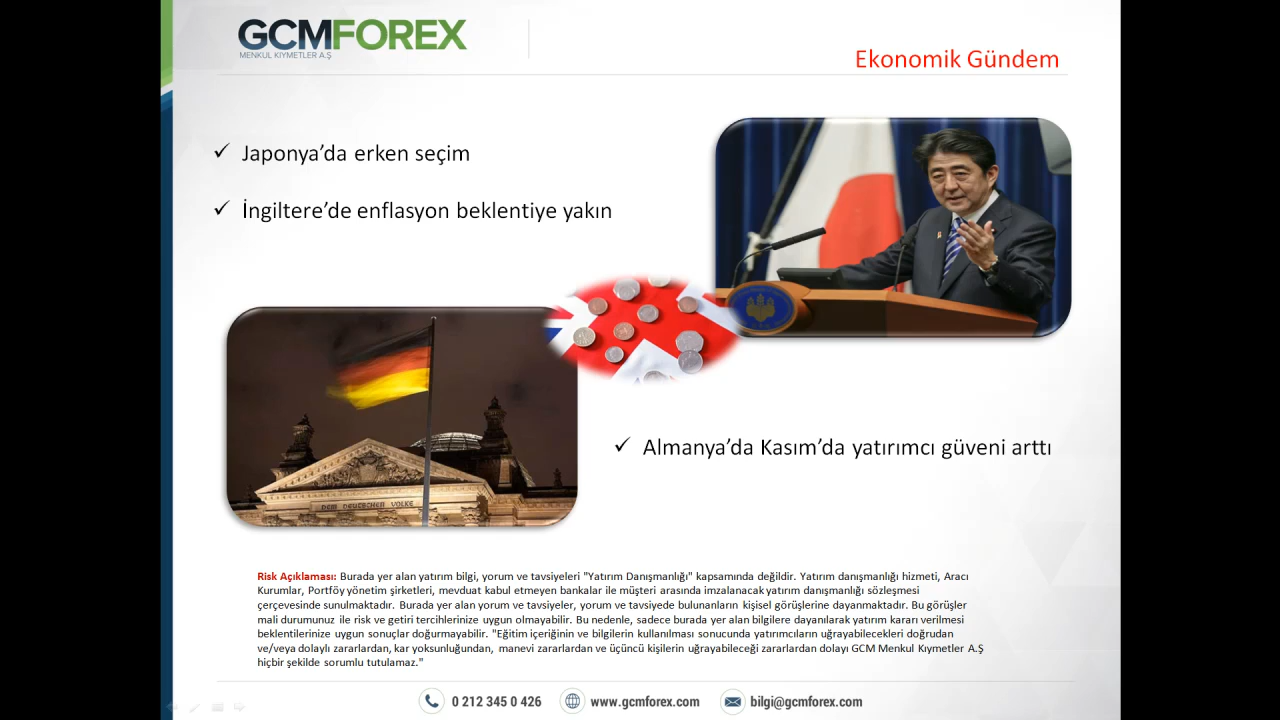 GCMFOREX
MENKUL KIYMETLER A.Ş
Ekonomik Gündem
Japonya'da erken seçim
İngiltere'de enflasyon beklentiye yakın
DEM DEUTSCHEN VOLKE
Almanya'da Kasım'da yatırımcı güveni arttı
Risk Açıklaması: Burada yer alan yatırım bilgi, yorum ve tavsiyeleri "Yatırım Danışmanlığı" kapsamında değildir. Yatırım danışmanlığı hizmeti, Aracı
Kurumlar, Portföy yönetim şirketleri, mevduat kabul etmeyen bankalar ile müşteri arasında imzalanacak yatırım danışmanlığı sözleşmesi
çerçevesinde sunulmaktadır. Burada yer alan yorum ve tavsiyeler, yorum ve tavsiyede bulunanların kişisel görüşlerine dayanmaktadır. Bu görüşler
mali durumunuz ile risk ve getiri tercihlerinize uygun olmayabilir. Bu nedenle, sadece burada yer alan bilgilere dayanılarak yatırım kararı verilmesi
beklentilerinize uygun sonuçlar doğurmayabilir. "Eğitim içeriğinin ve bilgilerin kullanılması sonucunda yatırımcıların uğrayabilecekleri doğrudan
ve/veya dolaylı zararlardan, kar yoksunluğundan, manevi zararlardan ve üçüncü kişilerin uğrayabileceği zararlardan dolayı GCM Menkul Kıymetler A.Ş
hiçbir şekilde sorumlu tutulamaz."
0 212 345 0 426 www.gcmforex.com bilgi@gcmforex.com